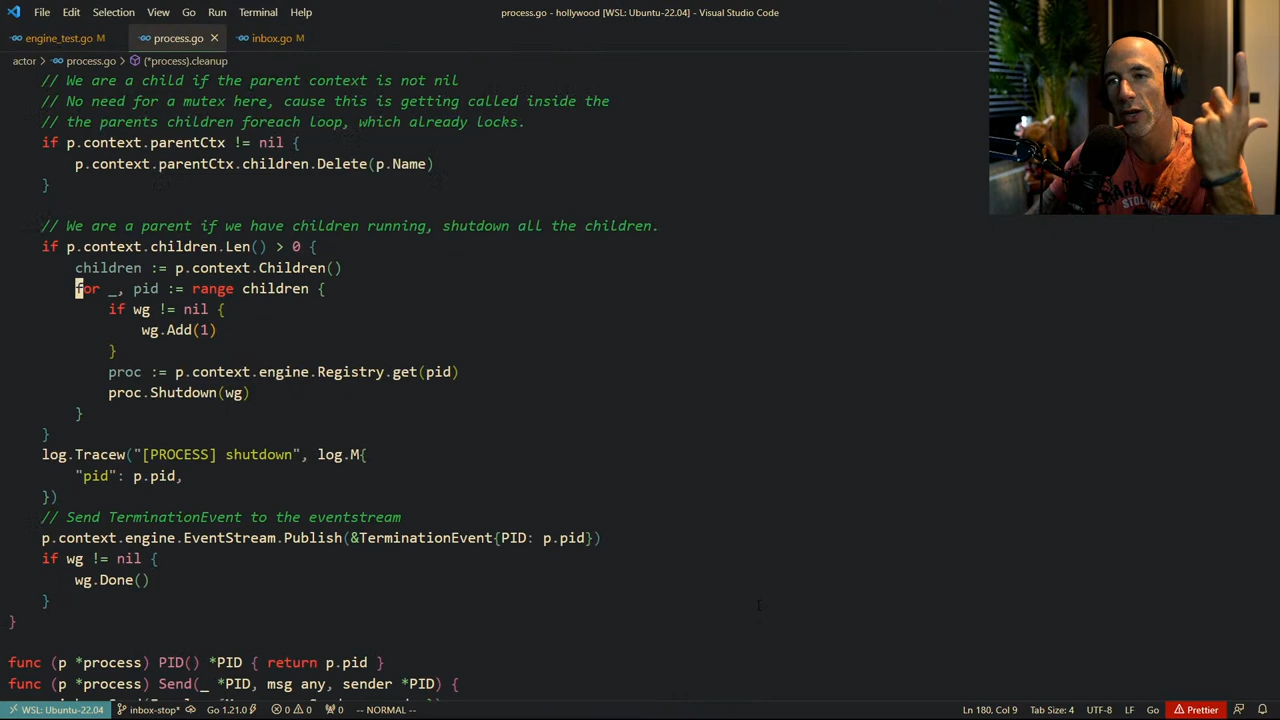 File Edit Selection View Go Run Terminal Help
process.go - hollywood [WSL: Ubuntu-22.04] - Visual Studio Code
engine_test.go M process.go inbox.go M
actor > process.go > (*process).cleanup
// We are a child if the parent context is not nil
// No need for a mutex here, cause this is getting called inside the
// the parents children foreach loop, which already locks.
if p.context.parentCtx != nil {
p.context.parentCtx.children.Delete(p.Name)
}
// We are a parent if we have children running, shutdown all the children.
if p.context.children.Len() > 0 {
children := p.context.Children()
for _, pid := range children {
if wg != nil {
wg.Add(1)
}
proc := p.context.engine.Registry.get(pid)
proc.Shutdown(wg)
}
}
log.Tracew("[PROCESS] shutdown", log.M{
"pid": p.pid,
})
// Send TerminationEvent to the eventstream
p.context.engine.EventStream.Publish(&TerminationEvent{PID: p.pid})
if wg != nil {
wg.Done()
}
}
func (p *process) PID() *PID { return p.pid }
func (p *process) Send(_ *PID, msg any, sender *PID) {
WSL: Ubuntu-22.04 inbox-stop* Go 1.21.0 0 0 0 -- NORMAL -- Ln 180, Col 9 Tab Size: 4 UTF-8 LF Go Prettier